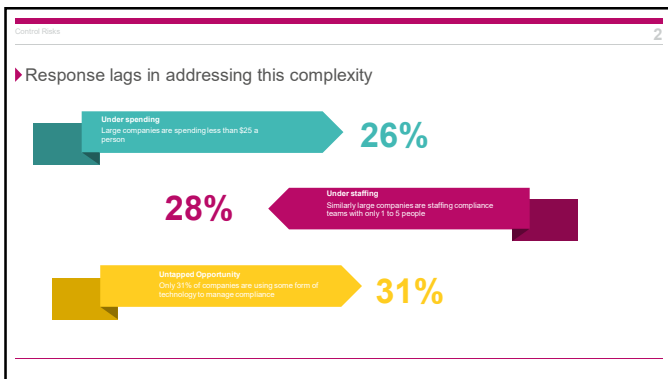 Control Risks
2
Response lags in addressing this complexity
Under spending
Large companies are spending less than $25 a
person
26%
28%
Under staffing
Similarly large companies are staffing compliance
teams with only 1 to 5 people
Untapped Opportunity
Only 31% of companies are using some form of
technology to manage compliance
31%